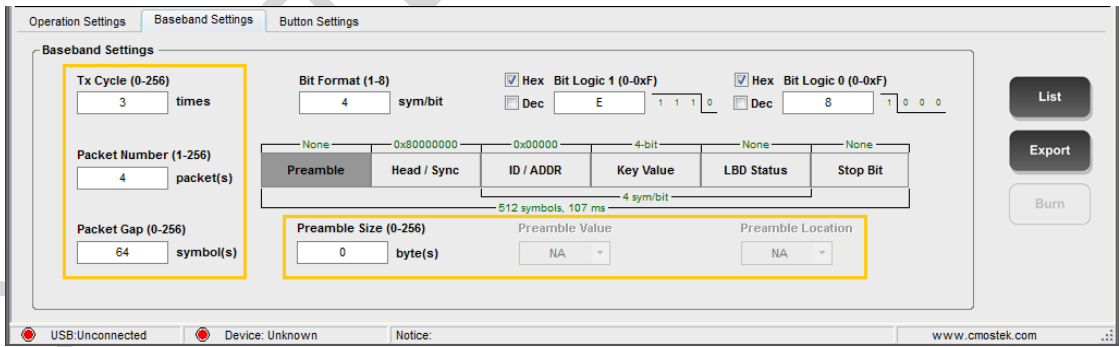 Operation Settings Baseband Settings Button Settings
Baseband Settings
Tx Cycle (0-256) Bit Format (1-8) Hex Bit Logic 1 (0-0xF) Hex Bit Logic 0 (0-0xF)
3 times 4 sym/bit Dec E 1 1 1 0 Dec 8 1 0 0 0
List
None 0x80000000 0x00000 4-bit None None
Packet Number (1-256) Export
Preamble Head / Sync ID / ADDR Key Value LBD Status Stop Bit
4 packet(s)
4 sym/bit
Burn
512 symbols, 107 ms
Packet Gap (0-256) Preamble Size (0-256) Preamble Value Preamble Location
64 symbol(s) 0 byte(s) NA NA
USB:Unconnected Device: Unknown Notice: www.cmostek.com